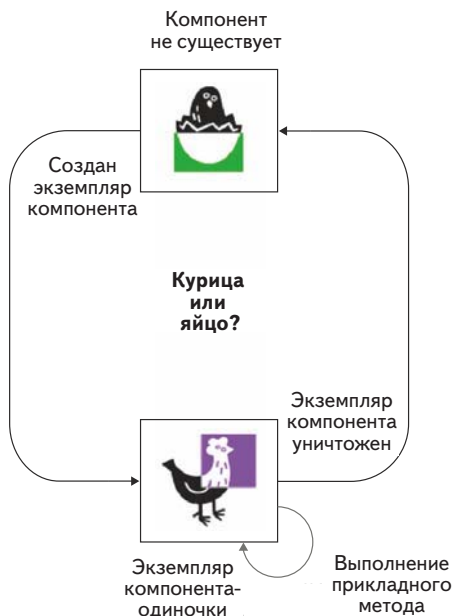 Компонент
не существует
Создан
экземпляр
компонента
Курица
или
яйцо?
Экземпляр
компонента
уничтожен
Экземпляр
компонента-
одиночки
Выполнение
прикладного
метода